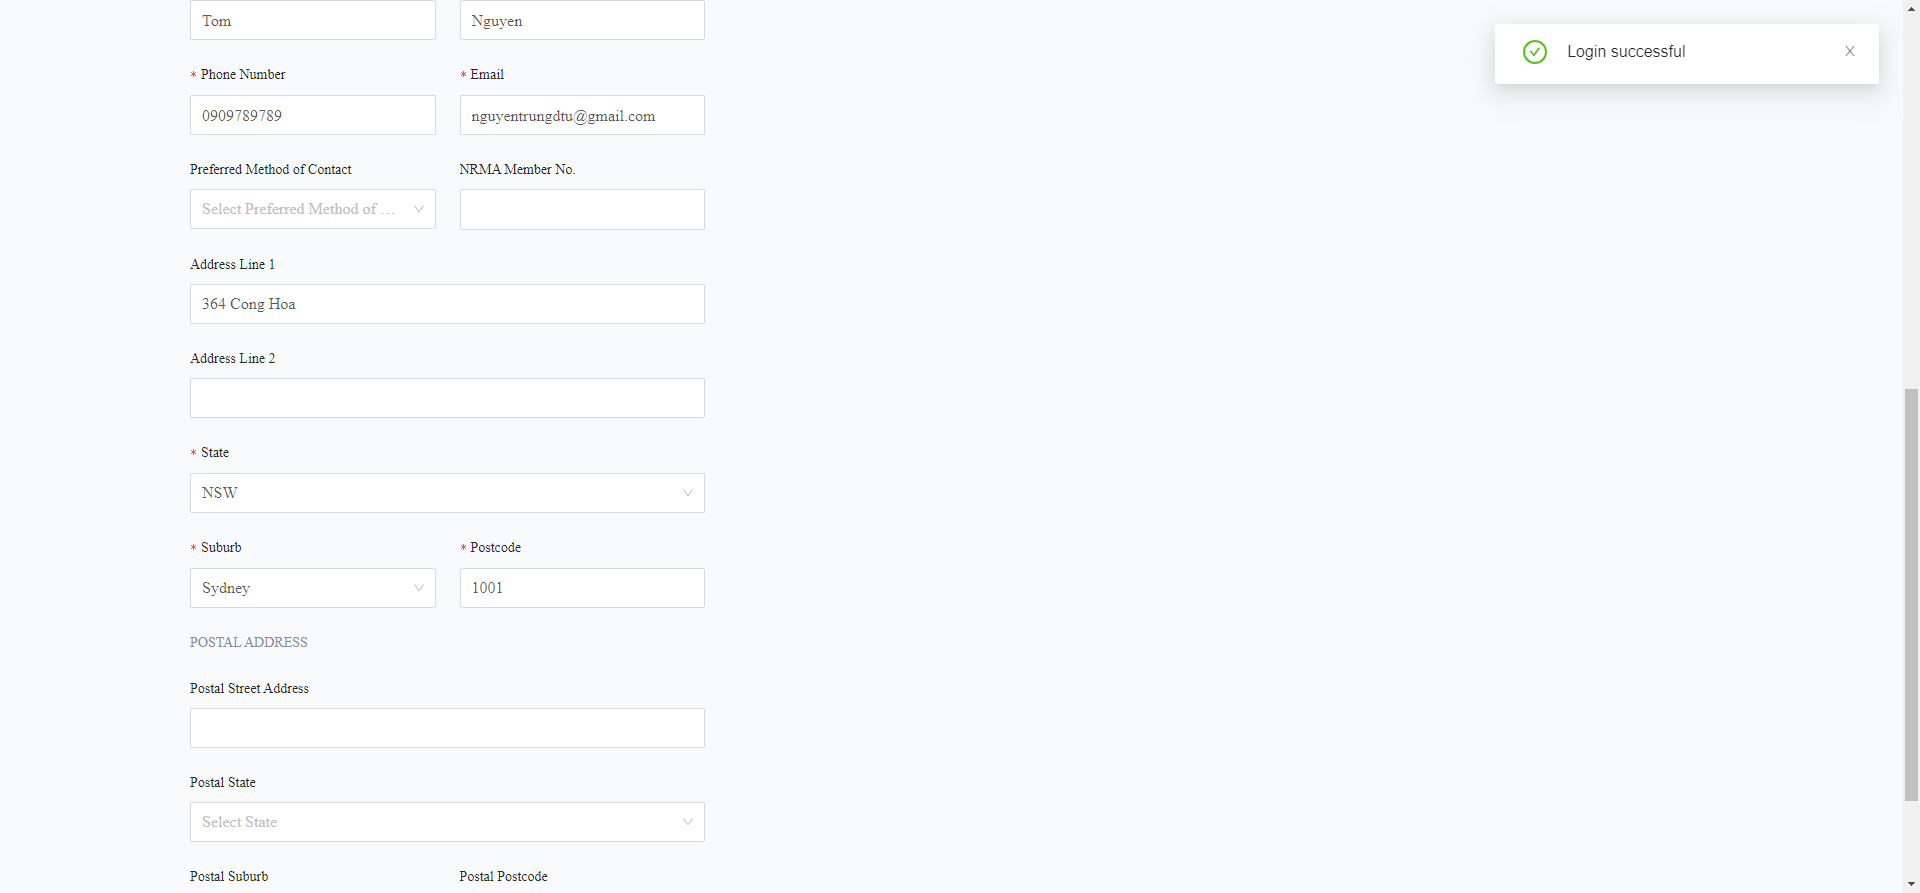 Tom
Nguyen
Login successful
* Phone Number
* Email
0909789789
nguyentrungdtu@gmail.com
Preferred Method of Contact
NRMA Member No.
Select Preferred Method of ...
Address Line 1
364 Cong Hoa
Address Line 2
* State
NSW
* Suburb
* Postcode
Sydney
1001
POSTAL ADDRESS
Postal Street Address
Postal State
Select State
Postal Suburb
Postal Postcode